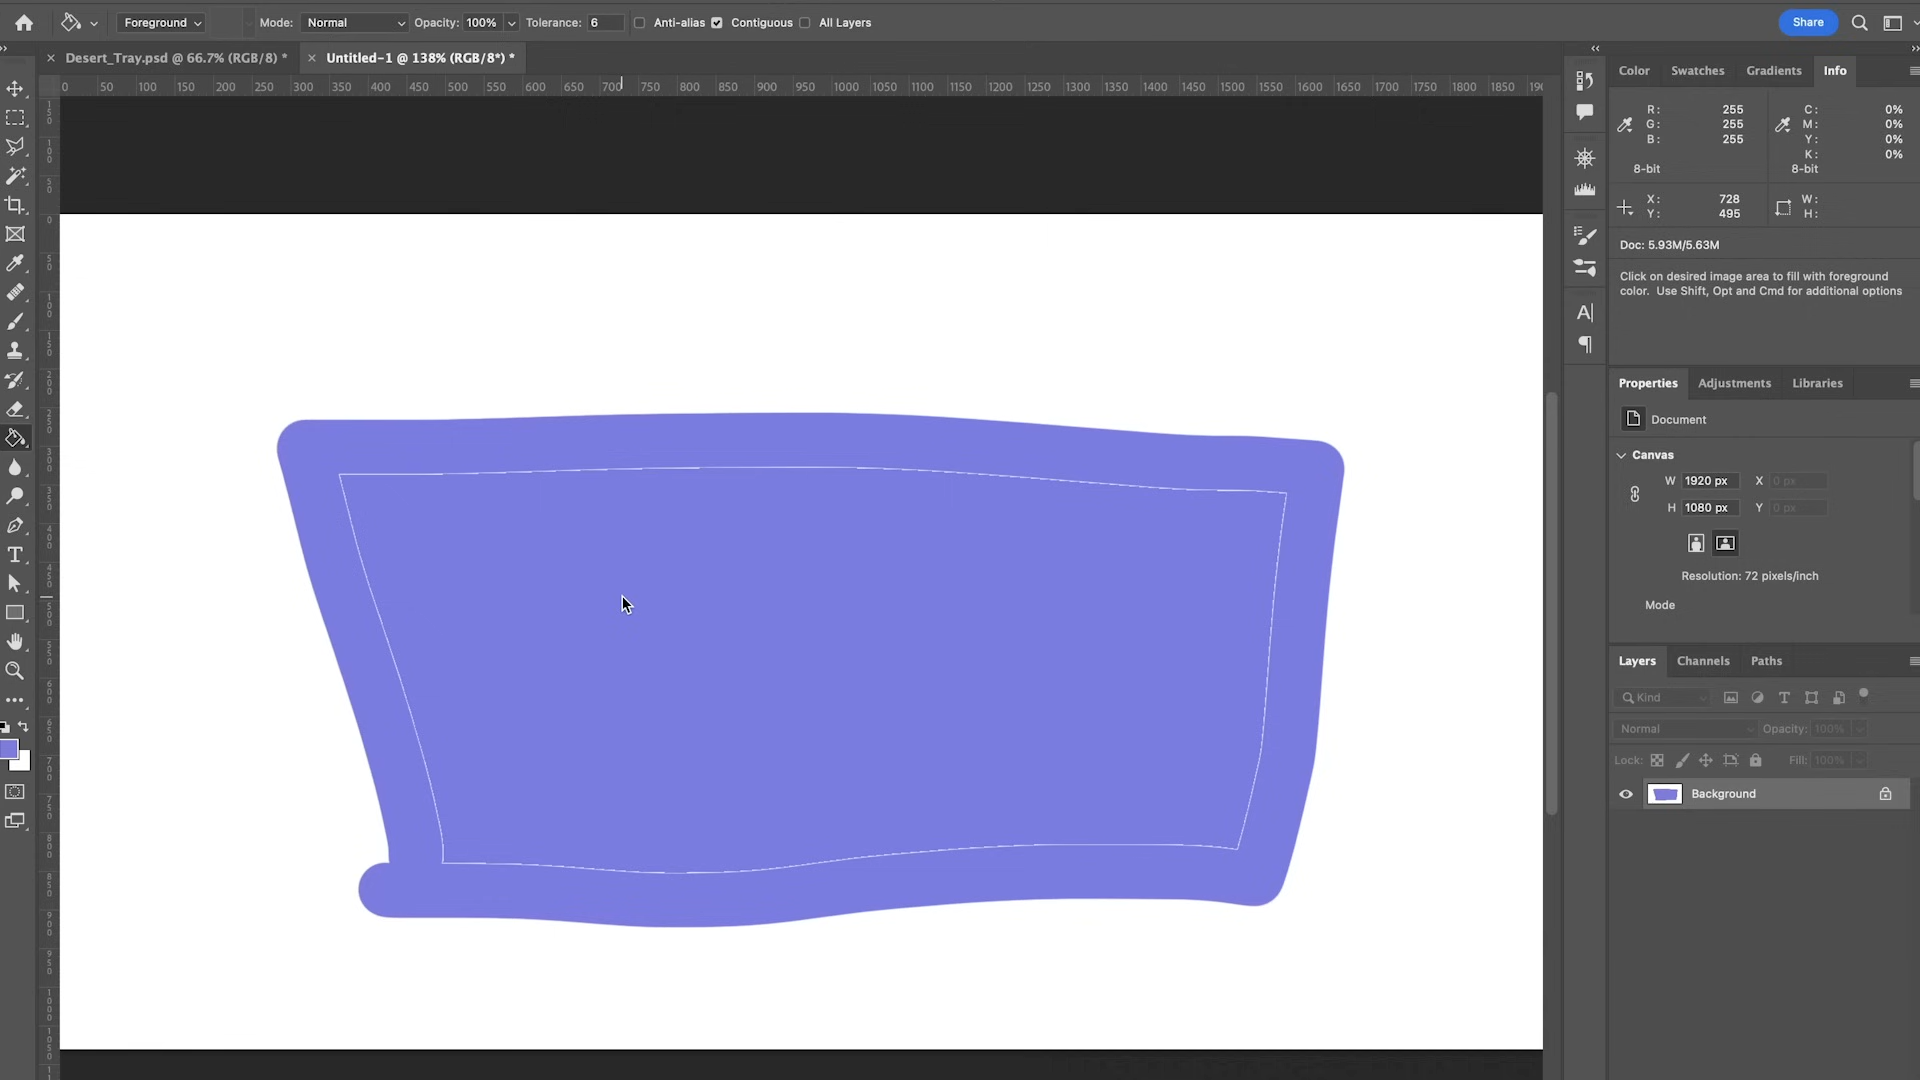 Foreground Mode: Normal Opacity: 100% Tolerance: 6 Anti-alias Contiguous All Layers Share
Desert_Tray.psd @ 66.7% (RGB/8) * Untitled-1 @ 138% (RGB/8*) *
0 50 100 150 200 250 300 350 400 450 500 550 600 650 700 750 800 850 900 950 1000 1050 1100 1150 1200 1250 1300 1350 1400 1450 1500 1550 1600 1650 1700 1750 1800 1850
Color Swatches Gradients Info
R: 255 C: 0%
G: 255 M: 0%
B: 255 Y: 0%
K: 0%
8-bit 8-bit
X: 728 W:
Y: 495 H:
Doc: 5.93M/5.63M
Click on desired image area to fill with foreground
color. Use Shift, Opt and Cmd for additional options
Properties Adjustments Libraries
Document
Canvas
W 1920 px X 0 px
H 1080 px Y 0 px
Resolution: 72 pixels/inch
Mode
Layers Channels Paths
Kind
Normal Opacity: 100%
Lock: Fill: 100%
Background